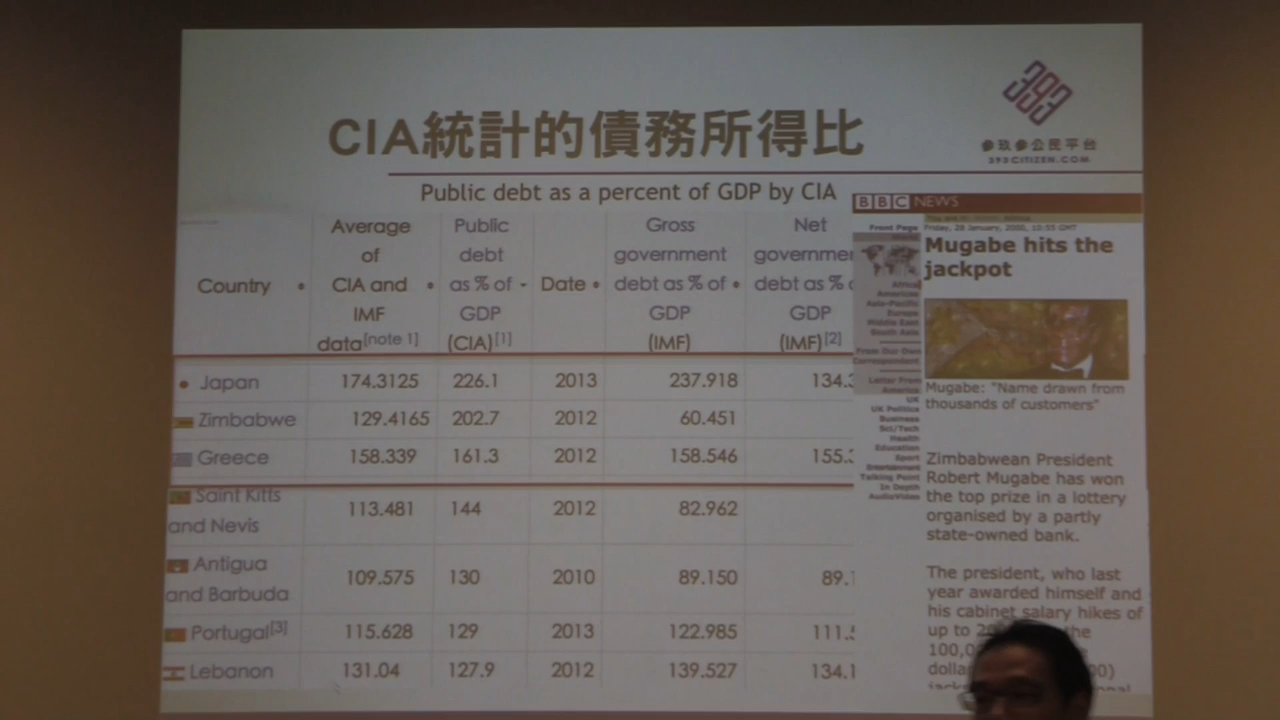 393
參玖參公民平台
393CITIZEN.COM
CIA統計的債務所得比
Public debt as a percent of GDP by CIA
Country
Average of CIA and IMF data[note 1]
Public debt as % of GDP (CIA)[1]
Date
Gross government debt as % of GDP (IMF)
Net governme debt as % GDP (IMF)[2]
Japan 174.3125 226.1 2013 237.918 134.3
Zimbabwe 129.4165 202.7 2012 60.451
Greece 158.339 161.3 2012 158.546 155.
Saint Kitts and Nevis 113.481 144 2012 82.962
Antigua and Barbuda 109.575 130 2010 89.150 89.1
Portugal[3] 115.628 129 2013 122.985 111.
Lebanon 131.04 127.9 2012 139.527 134.1
BBC NEWS
Friday, 28 January, 2000, 10:55 GMT
Front Page
World
Africa
Americas
Asia-Pacific
Europe
Middle East
South Asia
From Our Own
Correspondent
Letter From
America
UK
UK Politics
Business
Sci/Tech
Health
Education
Sport
Entertainment
Talking Point
In Depth
AudioVideo
Mugabe hits the
jackpot
Mugabe: "Name drawn from
thousands of customers"
Zimbabwean President
Robert Mugabe has won
the top prize in a lottery
organised by a partly
state-owned bank.
The president, who last
year awarded himself and
his cabinet salary hikes of
up to the